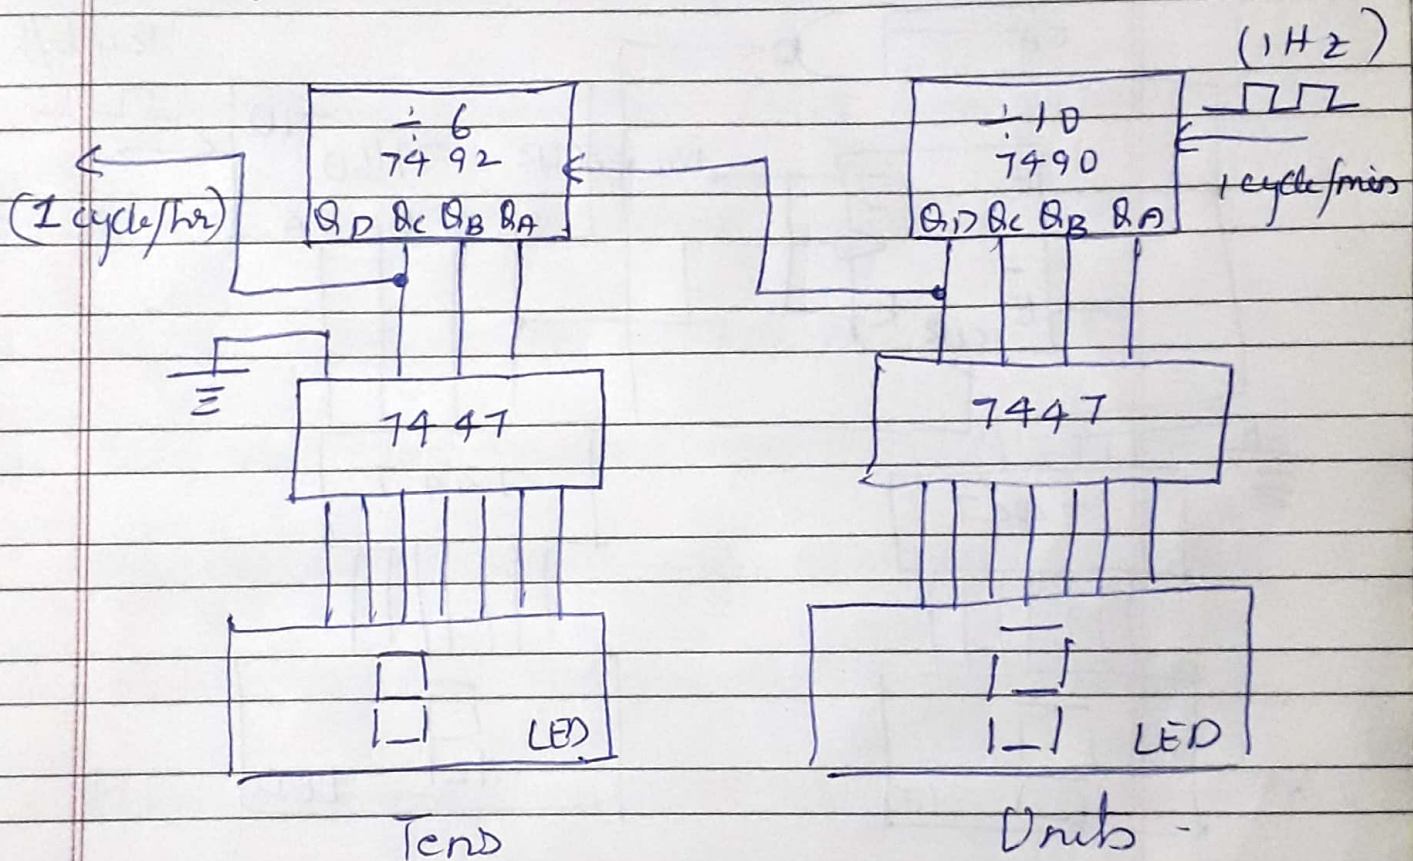 (1Hz)
÷ 6
7492
QD QC QB QA
(1 cycle/hr)
÷10
7490
QD QC QB QA
1 cycle/min
7447
7447
LED
LED
Tens
Units